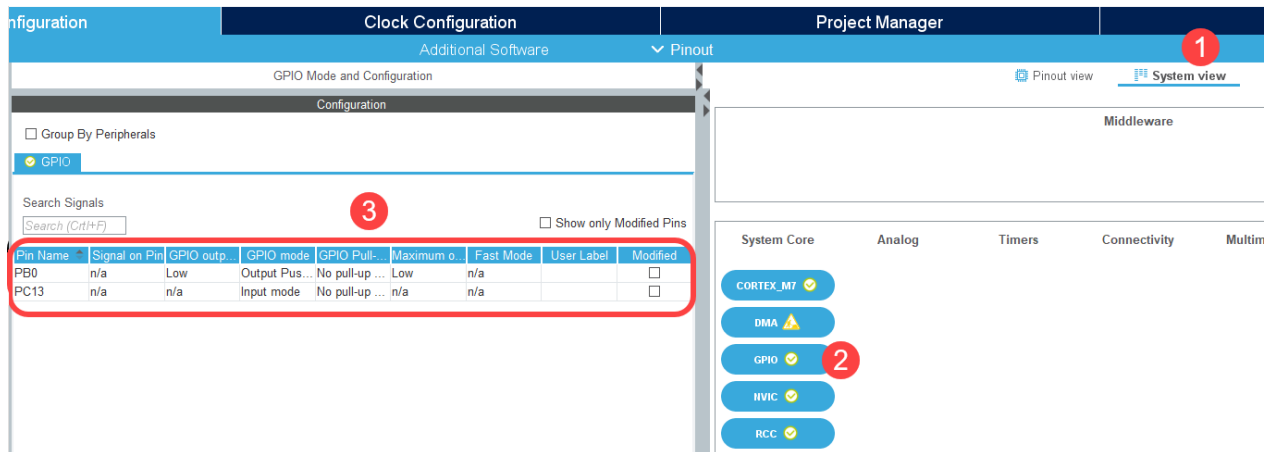 nfiguration Clock Configuration Project Manager
Additional Software Pinout
1
GPIO Mode and Configuration
Pinout view System view
Configuration
Middleware
Group By Peripherals
GPIO
Search Signals
3
Search (CrtI+F)
Show only Modified Pins
Pin Name Signal on Pin GPIO outp... GPIO mode GPIO Pull-... Maximum o... Fast Mode User Label Modified
PB0 n/a Low Output Pus... No pull-up ... Low n/a
PC13 n/a n/a Input mode No pull-up ... n/a n/a
System Core Analog Timers Connectivity Multim
CORTEX_M7
DMA
GPIO
2
NVIC
RCC